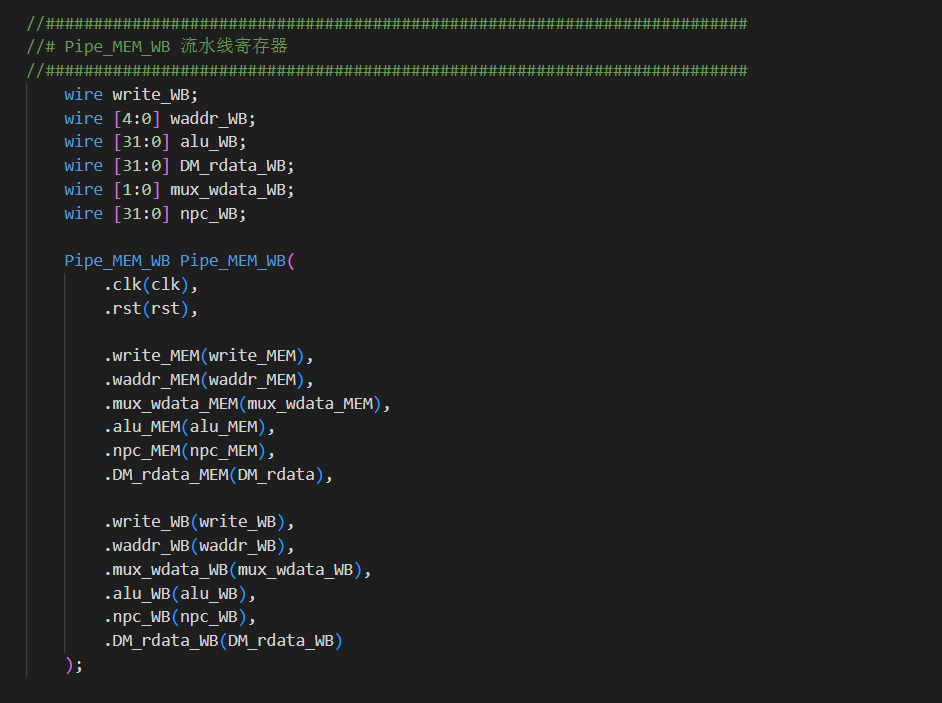 //#########################################################################
//# Pipe_MEM_WB 流水线寄存器
//#########################################################################
wire write_WB;
wire [4:0] waddr_WB;
wire [31:0] alu_WB;
wire [31:0] DM_rdata_WB;
wire [1:0] mux_wdata_WB;
wire [31:0] npc_WB;
Pipe_MEM_WB Pipe_MEM_WB(
.clk(clk),
.rst(rst),
.write_MEM(write_MEM),
.waddr_MEM(waddr_MEM),
.mux_wdata_MEM(mux_wdata_MEM),
.alu_MEM(alu_MEM),
.npc_MEM(npc_MEM),
.DM_rdata_MEM(DM_rdata),
.write_WB(write_WB),
.waddr_WB(waddr_WB),
.mux_wdata_WB(mux_wdata_WB),
.alu_WB(alu_WB),
.npc_WB(npc_WB),
.DM_rdata_WB(DM_rdata_WB)
);